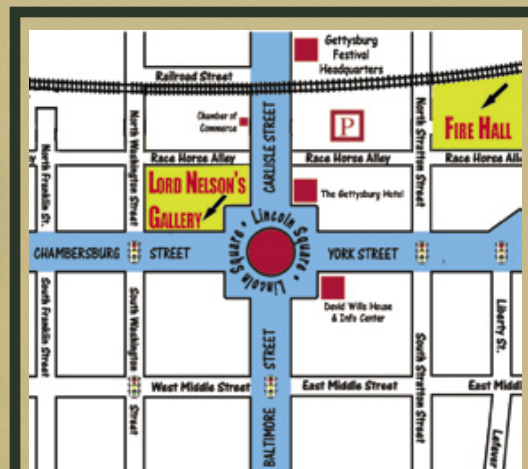 Gettysburg
Festival
Headquarters
Railroad Street
Chamber of
Commerce
CARLISLE STREET
P
FIRE HALL
North Franklin St.
North Washington Street
North Stratton Street
Race Horse Alley
Race Horse Alley
Race Horse
LORD NELSON'S
GALLERY
The Gettysburg Hotel
Lincoln Square • Lincoln Square •
CHAMBERSBURG STREET
YORK STREET
David Wills House
& Info Center
South Franklin Street
South Washington Street
South Stratton Street
Liberty St.
West Middle Street
East Middle Street
East Midd
BALTIMORE STREET